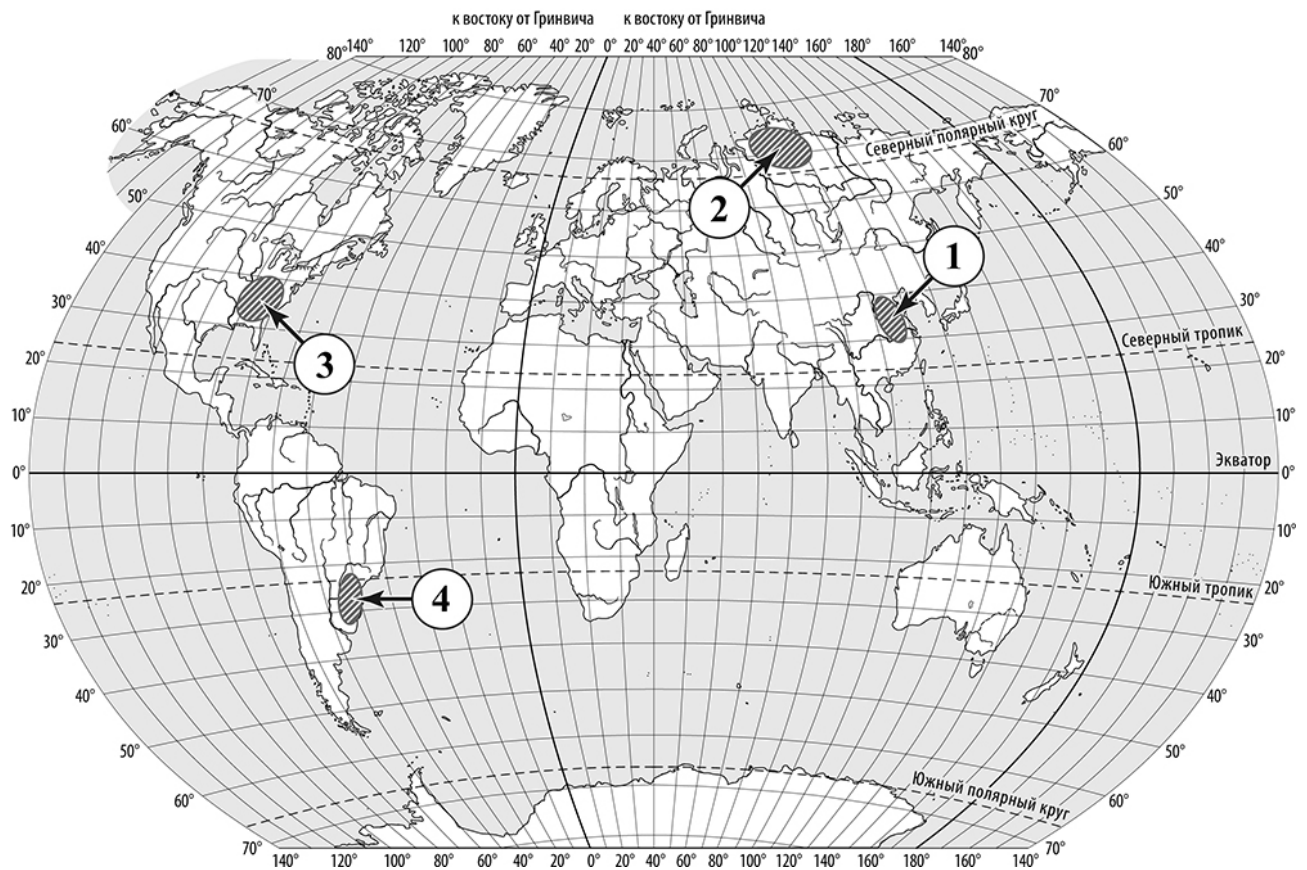 к востоку от Гринвича к востоку от Гринвича
80° 140° 120° 100° 80° 60° 40° 20° 0° 20° 40° 60° 80° 100° 120° 140° 160° 180° 160° 140° 80°
70° 70°
60° Северный полярный круг 60°
50° 50°
2
40° 1 40°
30° 30°
Северный тропик
3
20° 20°
10° 10°
Экватор
0° 0°
10° 10°
20° Южный тропик 20°
4
30° 30°
40° 40°
50° 50°
Южный полярный круг
60° 60°
70° 70°
140° 120° 100° 80° 60° 40° 20° 0° 20° 40° 60° 80° 100° 120° 140° 160° 180° 160° 140°